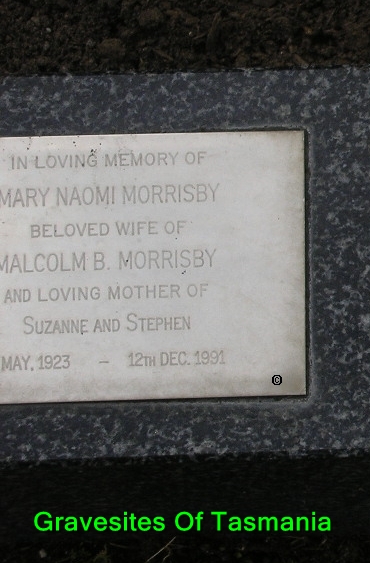 IN LOVING MEMORY OF
MARY NAOMI MORRISBY
BELOVED WIFE OF
MALCOLM B. MORRISBY
AND LOVING MOTHER OF
SUZANNE AND STEPHEN
MAY, 1923 – 12TH DEC. 1991
©
Gravesites Of Tasmania